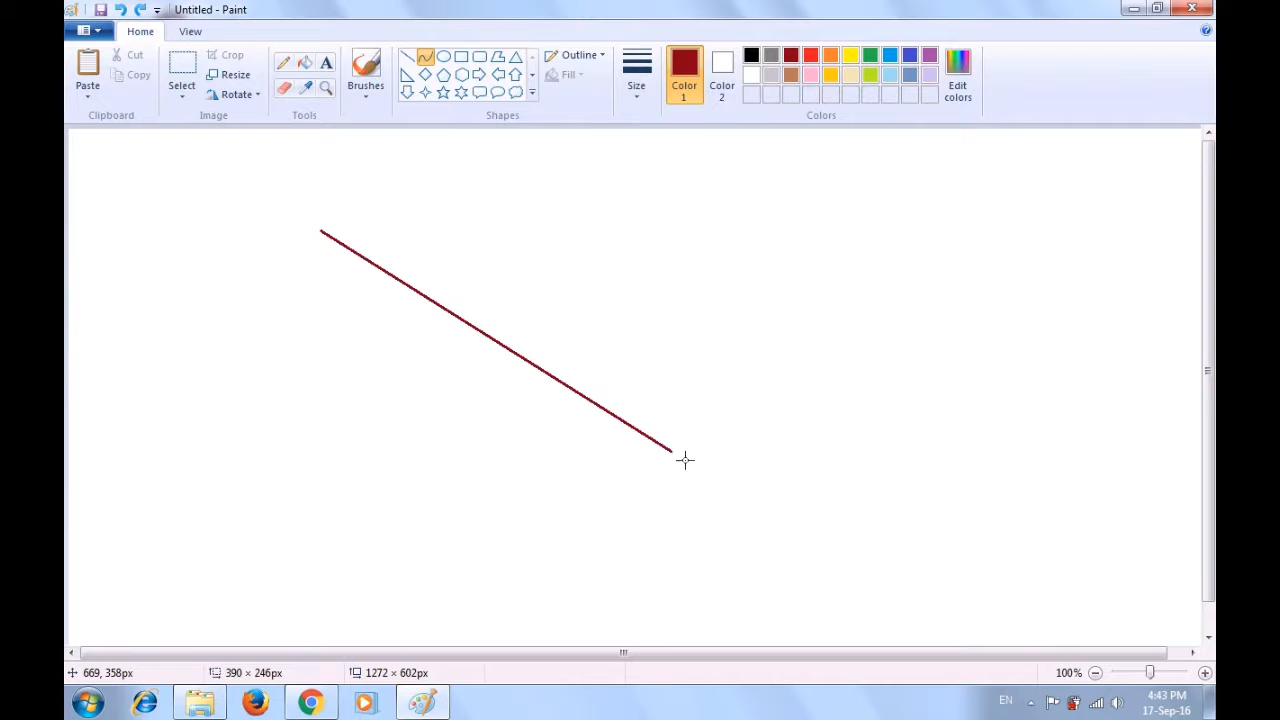 Untitled - Paint
Home View
Paste
Cut
Copy
Clipboard
Select
Crop
Resize
Rotate
Image
A
Tools
Brushes
Shapes
Outline
Fill
Size
Color 1
Color 2
Edit colors
Colors
669, 358px 390 × 246px 1272 × 602px 100%
EN 4:43 PM
17-Sep-16